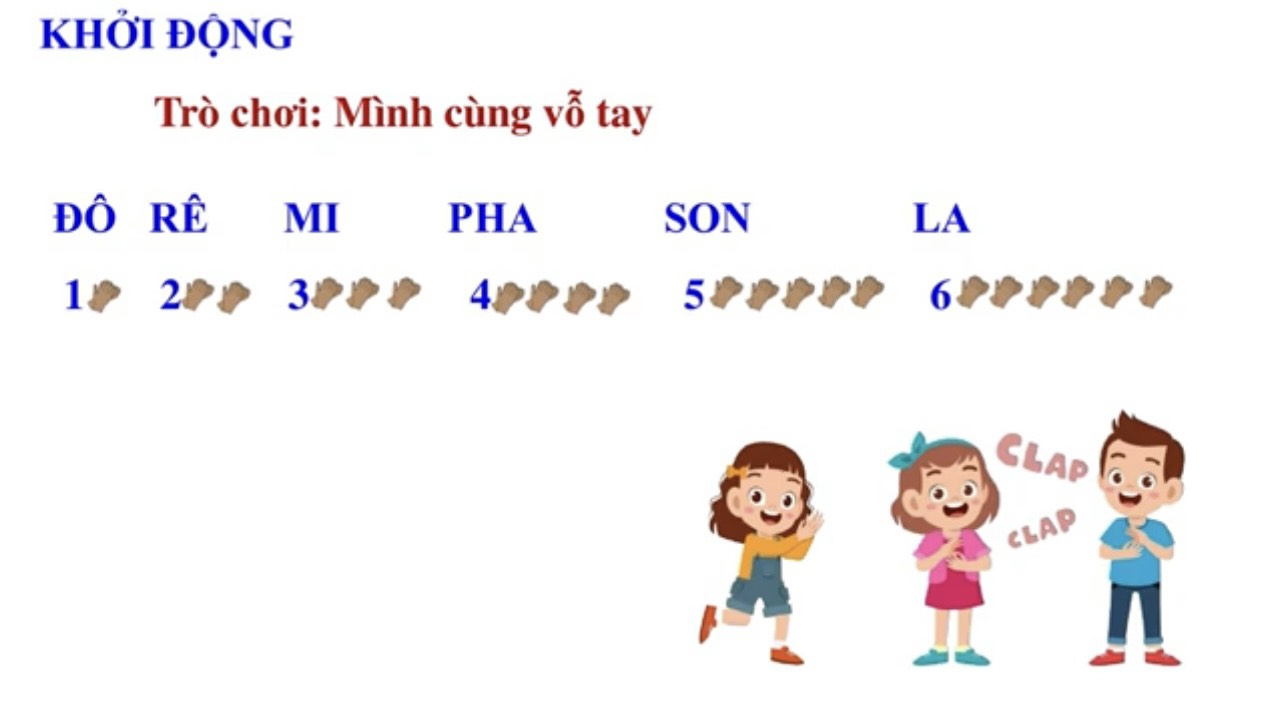 KHỞI ĐỘNG
Trò chơi: Mình cùng vỗ tay
ĐÔ RÊ MI PHA SON LA
1 2 3 4 5 6
CLAP
CLAP